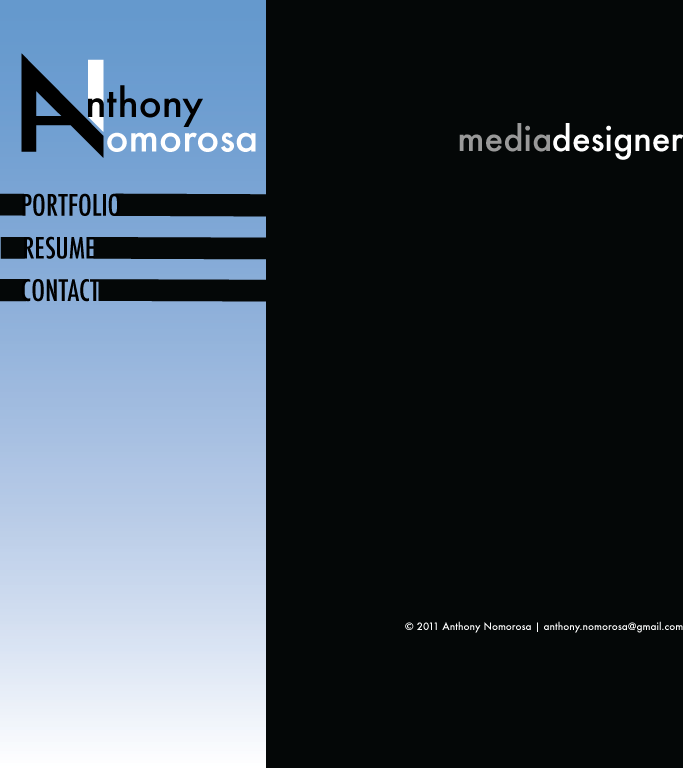 Anthony
Nomorosa
mediadesigner
PORTFOLIO
RESUME
CONTACT
© 2011 Anthony Nomorosa | anthony.nomorosa@gmail.com